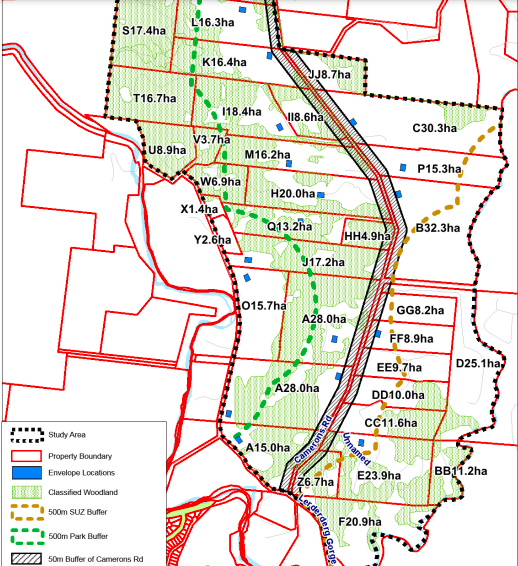 L16.3ha
S17.4ha
K16.4ha
JJ8.7ha
T16.7ha
I18.4ha
II8.6ha
C30.3ha
V3.7ha
U8.9ha
M16.2ha
P15.3ha
W6.9ha
H20.0ha
X1.4ha
Q13.2ha
B32.3ha
Y2.6ha
HH4.9ha
J17.2ha
O15.7ha
GG8.2ha
A28.0ha
FF8.9ha
D25.1ha
EE9.7ha
A28.0ha
DD10.0ha
CC11.6ha
Camerons Rd
Unnamed
A15.0ha
BB11.2ha
E23.9ha
Z6.7ha
Lerderderg Gorge
F20.9ha
Study Area
Property Boundary
Envelope Locations
Classified Woodland
500m SUZ Buffer
500m Park Buffer
50m Buffer of Camerons Rd